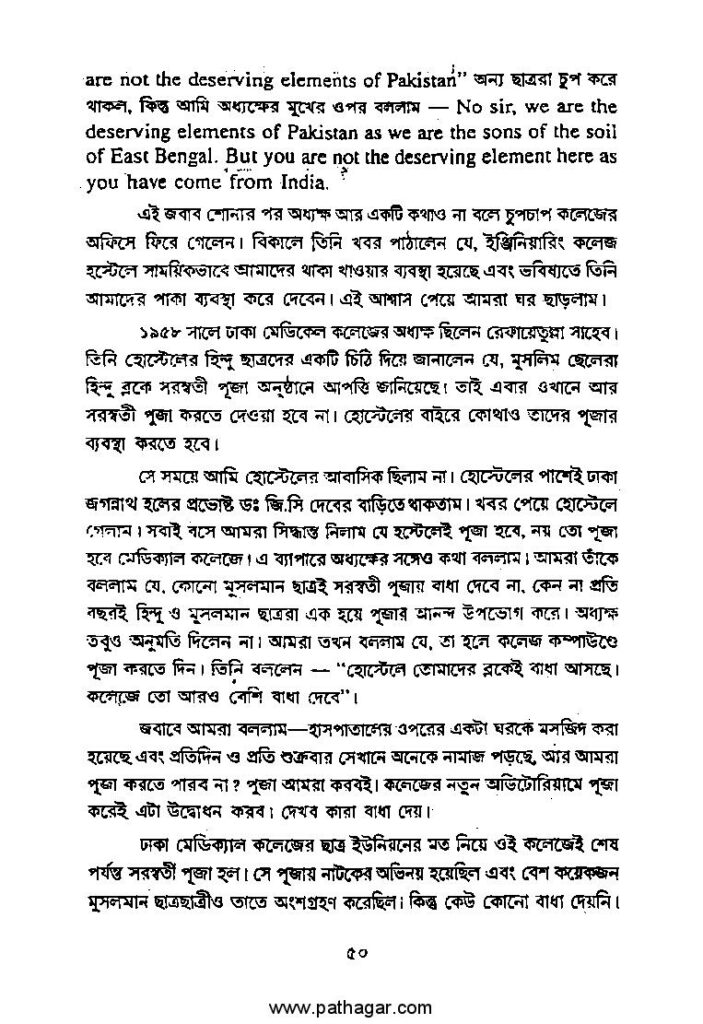 are not the deserving elements of Pakistan” অন্য ছাত্ররা চুপ করে
থাকল, কিন্তু আমি অধ্যক্ষের মুখের ওপর বললাম — No sir, we are the
deserving elements of Pakistan as we are the sons of the soil
of East Bengal. But you are not the deserving element here as
you have come from India.
এই জবাব শোনার পর অধ্যক্ষ আর একটি কথাও না বলে চুপচাপ কলেজের
অফিসে ফিরে গেলেন। বিকালে তিনি খবর পাঠালেন যে, ইঞ্জিনিয়ারিং কলেজ
হস্টেলে সাময়িকভাবে আমাদের থাকা খাওয়ার ব্যবস্থা হয়েছে এবং ভবিষ্যতে তিনি
আমাদের পাকা ব্যবস্থা করে দেবেন। এই আশ্বাস পেয়ে আমরা ঘর ছাড়লাম।
১৯৫৮ সালে ঢাকা মেডিকেল কলেজের অধ্যক্ষ ছিলেন রেফায়েতুল্লা সাহেব।
তিনি হোস্টেলের হিন্দু ছাত্রদের একটি চিঠি দিয়ে জানালেন যে, মুসলিম ছেলেরা
হিন্দু ব্লকে সরস্বতী পূজা অনুষ্ঠানে আপত্তি জানিয়েছে। তাই এবার ওখানে আর
সরস্বতী পুজা করতে দেওয়া হবে না। হোস্টেলের বাইরে কোথাও তাদের পূজার
ব্যবস্থা করতে হবে।
সে সময়ে আমি হোস্টেলের আবাসিক ছিলাম না। হোস্টেলের পাশেই ঢাকা
জগন্নাথ হলের প্রভোষ্ট ডঃ জি.সি দেবের বাড়িতে থাকতাম। খবর পেয়ে হোস্টেলে
গেলাম। সবাই বসে আমরা সিদ্ধান্ত নিলাম যে হস্টেলেই পূজা হবে, নয় তো পূজা
হবে মেডিক্যাল কলেজে। এ ব্যাপারে অধ্যক্ষের সঙ্গেও কথা বললাম। আমরা তাঁকে
বললাম যে, কোনো মুসলমান ছাত্রই সরস্বতী পূজায় বাধা দেবে না, কেন না প্রতি
বছরই হিন্দু ও মুসলমান ছাত্ররা এক হয়ে পূজার আনন্দ উপভোগ করে। অধ্যক্ষ
তবুও অনুমতি দিলেন না। আমরা তখন বললাম যে, তা হলে কলেজ কম্পাউণ্ডে
পূজা করতে দিন। তিনি বললেন — “হোস্টেলে তোমাদের ব্লকেই বাধা আসছে।
কলেজে তো আরও বেশি বাধা দেবে”।
জবাবে আমরা বললাম—হাসপাতালের ওপরের একটা ঘরকে মসজিদ করা
হয়েছে এবং প্রতিদিন ও প্রতি শুক্রবার সেখানে অনেকে নামাজ পড়ছে, আর আমরা
পূজা করতে পারব না? পূজা আমরা করবই। কলেজের নতুন অডিটোরিয়ামে পূজা
করেই এটা উদ্বোধন করব। দেখব কারা বাধা দেয়।
ঢাকা মেডিক্যাল কলেজের ছাত্র ইউনিয়নের মত নিয়ে ওই কলেজেই শেষ
পর্যন্ত সরস্বতী পূজা হল। সে পূজায় নাটকের অভিনয় হয়েছিল এবং বেশ কয়েকজন
মুসলমান ছাত্রছাত্রীও তাতে অংশগ্রহণ করেছিল। কিন্তু কেউ কোনো বাধা দেয়নি।
৫০
www.pathagar.com